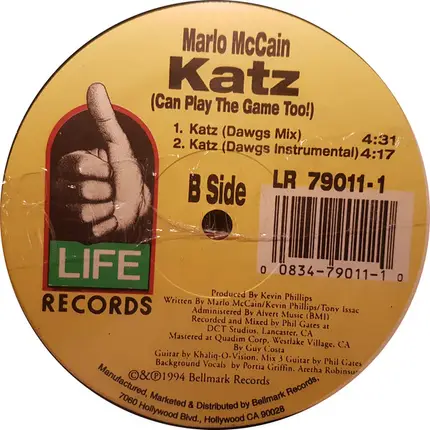 Marlo McCain
Katz
(Can Play The Game Too!)
1. Katz (Dawgs Mix) 4:31
2. Katz (Dawgs Instrumental) 4:17
B Side
LR 79011-1
0 0834-79011-1 0
LIFE
RECORDS
Produced By Kevin Phillips
Written By Marlo McCain/Kevin Phillips/Tony Issac
Administered By Alvert Music (BMI)
Recorded and Mixed by Phil Gates at
DCT Studios, Lancaster, CA
Mastered at Quadim Corp, Westlake Village, CA
By Guy Costa
Guitar by Khaliq-O-Vision, Mix 3 Guitar by Phil Gates
Background Vocals by Portia Griffin, Aretha Robinson
©&℗1994 Bellmark Records
Manufactured, Marketed & Distributed by Bellmark Records,
7060 Hollywood Blvd., Hollywood CA 90028